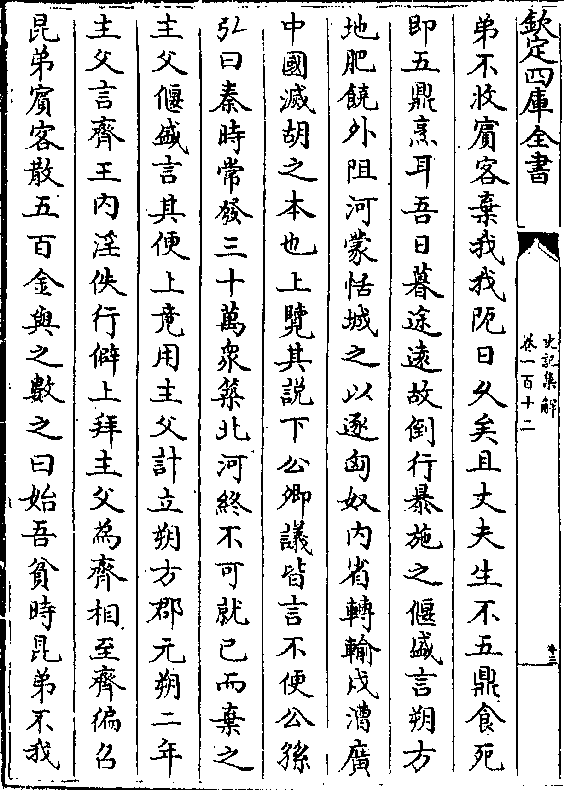 欽定四庫全書
史記集解
卷一百十二
弟不收賓客棄我我阸日久矣且丈夫生不五鼎食死
即五鼎烹耳吾日暮途遠故倒行暴施之偃盛言朔方
地肥饒外阻河蒙恬城之以逐匈奴内省轉輸戍漕廣
中國滅胡之本也上覽其說下公卿議皆言不便公孫
弘曰秦時常發三十萬衆築北河終不可就已而棄之
主父偃盛言其便上竟用主父計立朔方郡元朔二年
主父言齊王内淫佚行僻上拜主父為齊相至齊徧召
昆弟賓客散五百金與之數之曰始吾貧時昆弟不我